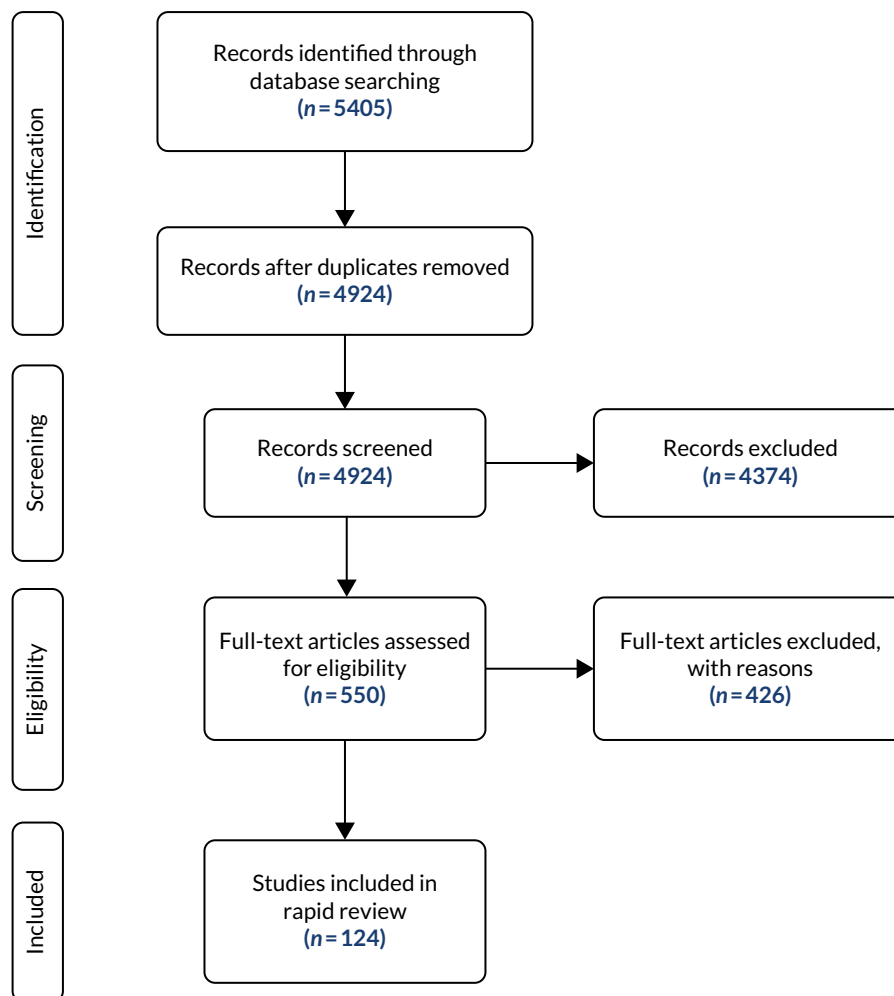 Identification
Records identified through
database searching
(n = 5405)
Records after duplicates removed
(n = 4924)
Screening
Records screened
(n = 4924)
Records excluded
(n = 4374)
Eligibility
Full-text articles assessed
for eligibility
(n = 550)
Full-text articles excluded,
with reasons
(n = 426)
Included
Studies included in
rapid review
(n = 124)